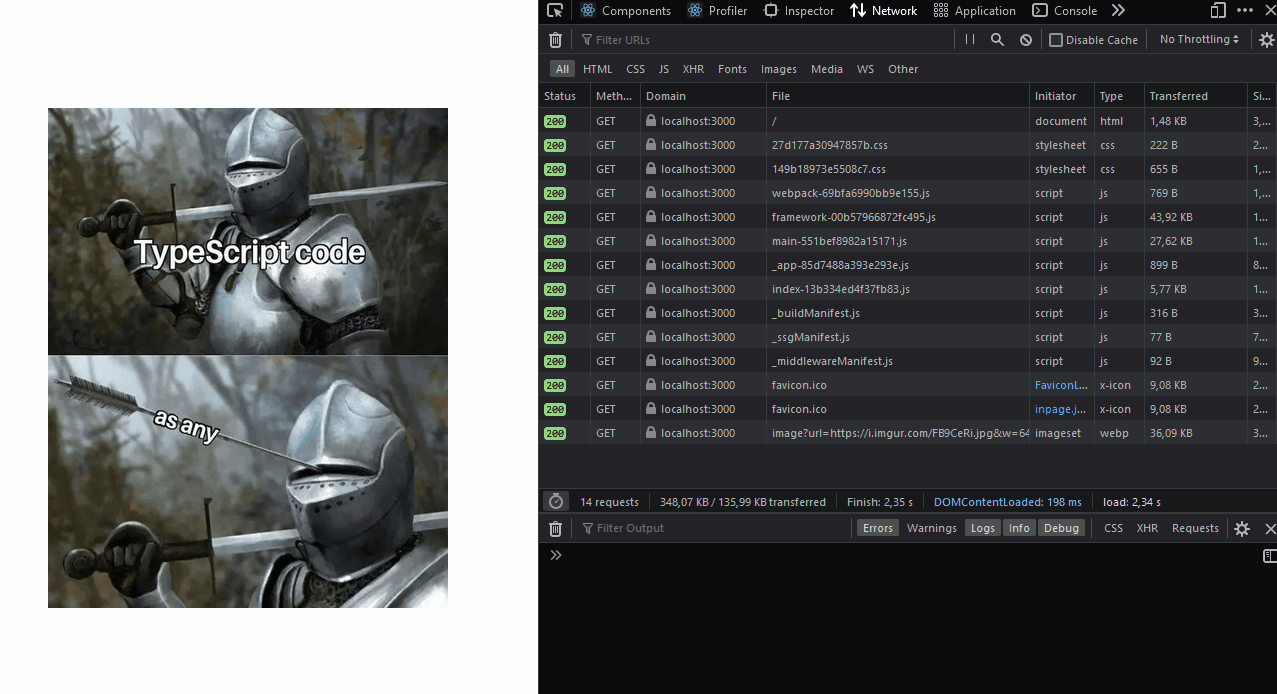 TypeScript code
as any
Components Profiler Inspector Network Application Console
Filter URLs Disable Cache No Throttling
All HTML CSS JS XHR Fonts Images Media WS Other
Status Meth... Domain File Initiator Type Transferred Si...
200 GET localhost:3000 / document html 1,48 KB 3,...
200 GET localhost:3000 27d177a30947857b.css stylesheet css 222 B 2...
200 GET localhost:3000 149b18973e5508c7.css stylesheet css 655 B 1,...
200 GET localhost:3000 webpack-69bfa6990bb9e155.js script js 769 B 1,...
200 GET localhost:3000 framework-00b57966872fc495.js script js 43,92 KB 1...
200 GET localhost:3000 main-551bef8982a15171.js script js 27,62 KB 1...
200 GET localhost:3000 _app-85d7488a393e293e.js script js 899 B 8...
200 GET localhost:3000 index-13b334ed4f37fb83.js script js 5,77 KB 1...
200 GET localhost:3000 _buildManifest.js script js 316 B 3...
200 GET localhost:3000 _ssgManifest.js script js 77 B 7...
200 GET localhost:3000 _middlewareManifest.js script js 92 B 9...
200 GET localhost:3000 favicon.ico FaviconL... x-icon 9,08 KB 2...
200 GET localhost:3000 favicon.ico inpage.j... x-icon 9,08 KB 2...
200 GET localhost:3000 image?url=https://i.imgur.com/FB9CeRi.jpg&w=64 imageset webp 36,09 KB 3...
14 requests 348,07 KB / 135,99 KB transferred Finish: 2,35 s DOMContentLoaded: 198 ms load: 2,34 s
Filter Output Errors Warnings Logs Info Debug CSS XHR Requests